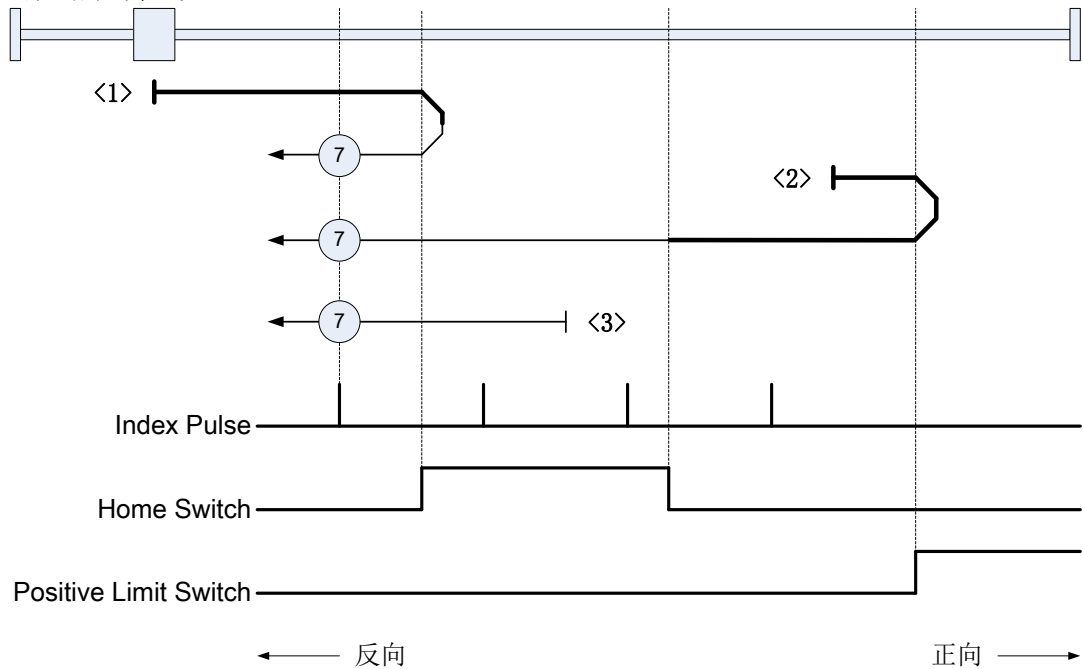 <1>
7
<2>
7
7
<3>
Index Pulse
Home Switch
Positive Limit Switch
反向
正向